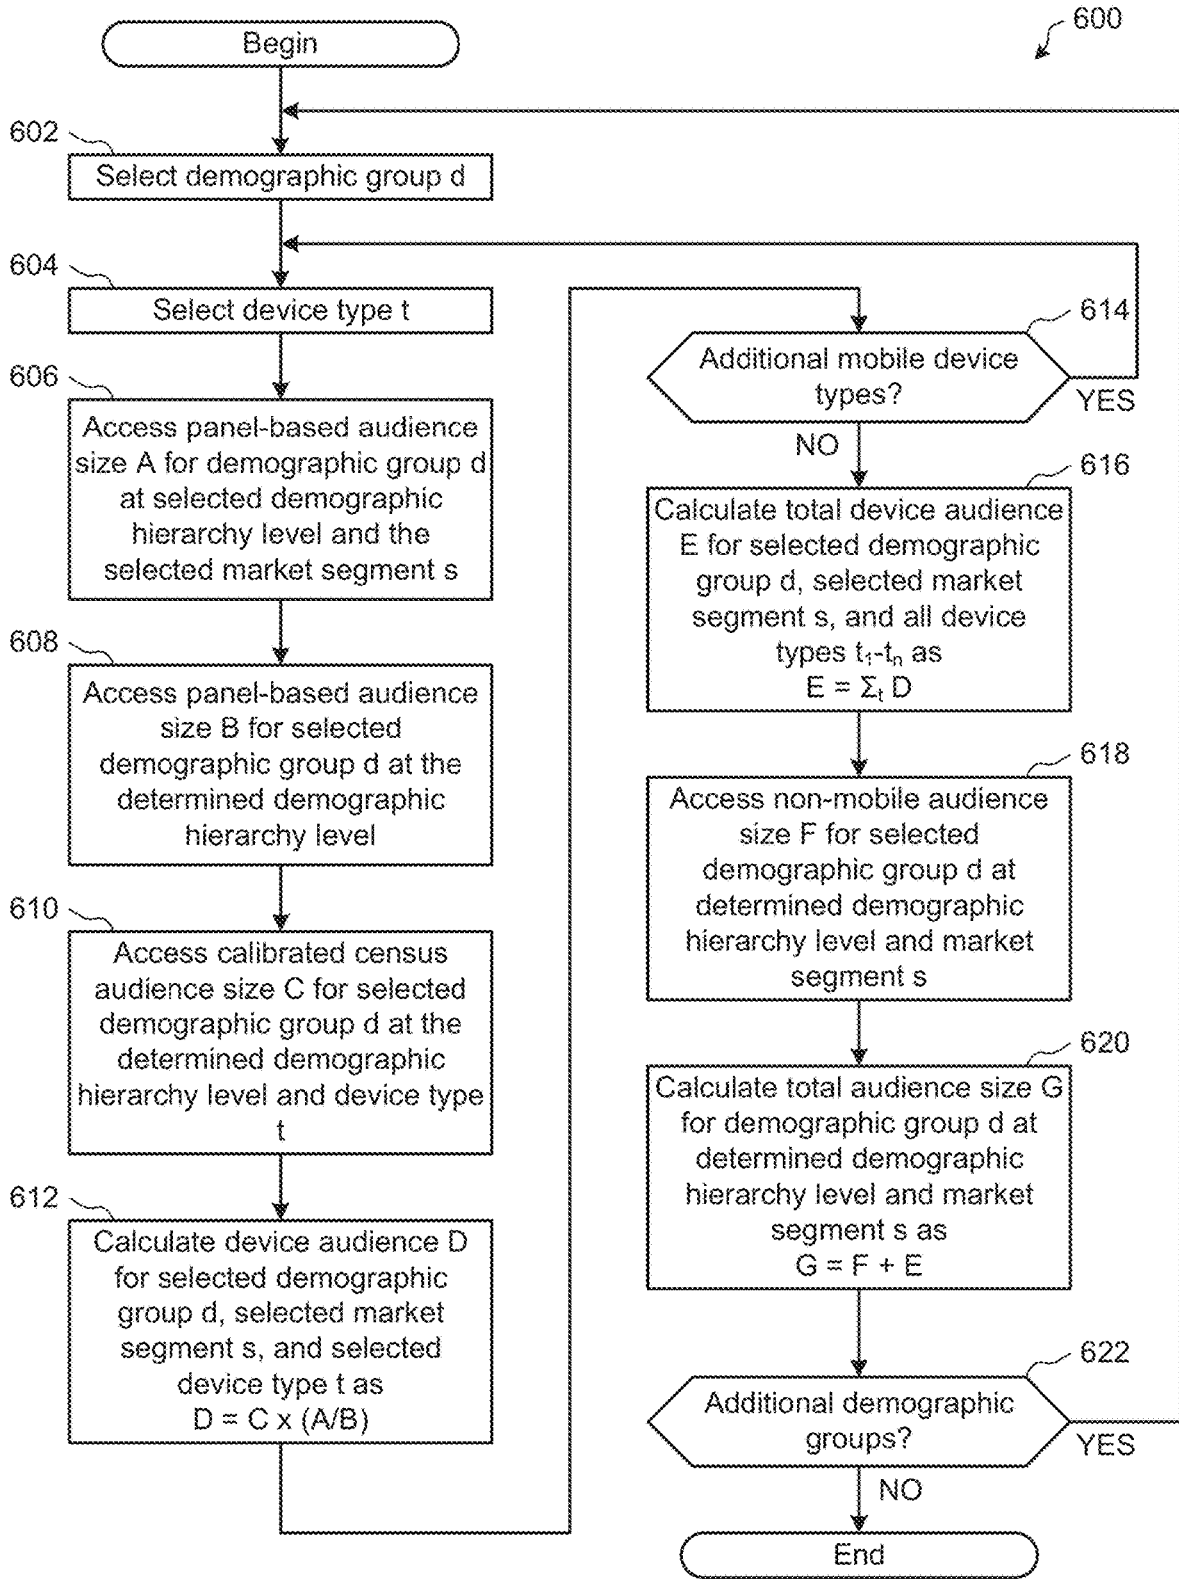 600
Begin
602
Select demographic group d
604
Select device type t
606
Access panel-based audience
size A for demographic group d
at selected demographic
hierarchy level and the
selected market segment s
608
Access panel-based audience
size B for selected
demographic group d at the
determined demographic
hierarchy level
610
Access calibrated census
audience size C for selected
demographic group d at the
determined demographic
hierarchy level and device type
t
612
Calculate device audience D
for selected demographic
group d, selected market
segment s, and selected
device type t as
D = C x (A/B)
614
Additional mobile device
types?
YES
NO
616
Calculate total device audience
E for selected demographic
group d, selected market
segment s, and all device
types t₁-tₙ as
E = Σₜ D
618
Access non-mobile audience
size F for selected
demographic group d at
determined demographic
hierarchy level and market
segment s
620
Calculate total audience size G
for demographic group d at
determined demographic
hierarchy level and market
segment s as
G = F + E
622
Additional demographic
groups?
YES
NO
End